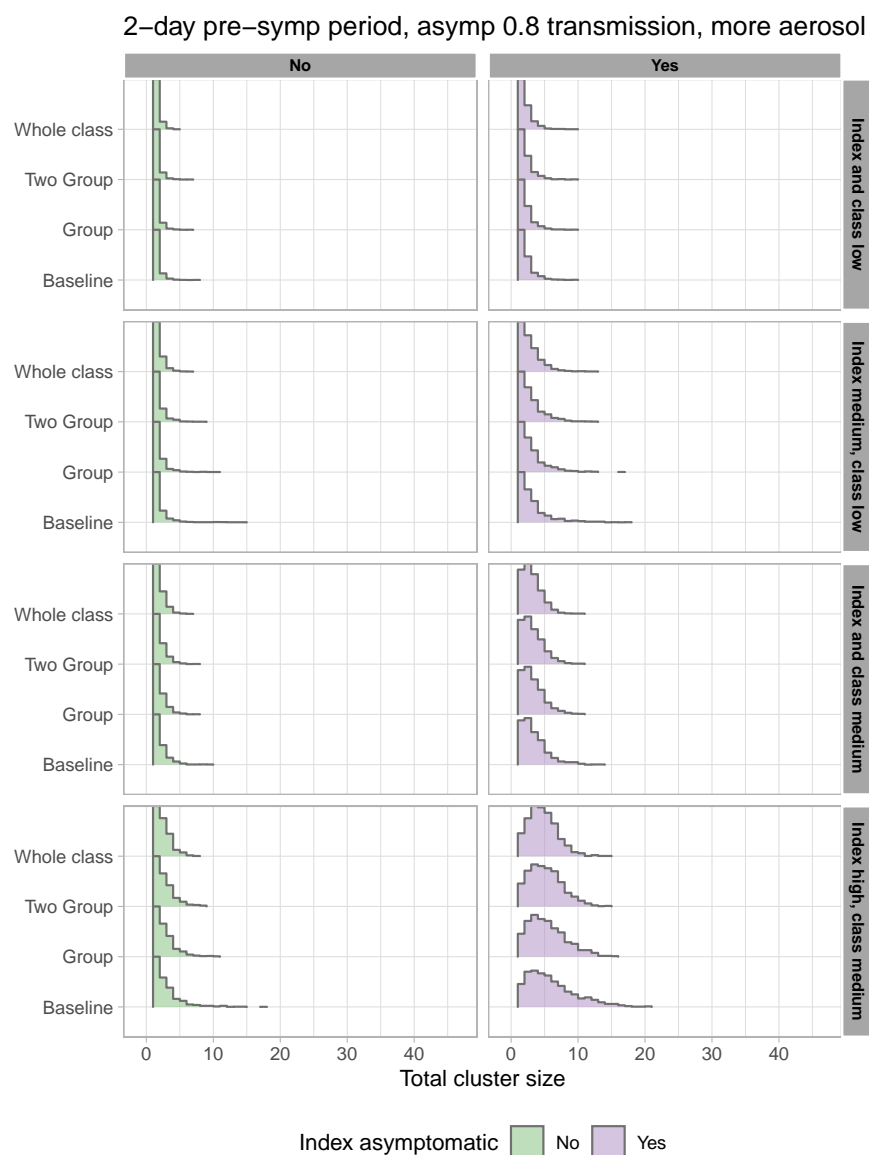 2−day pre−symp period, asymp 0.8 transmission, more aerosol
No
Yes
Whole class
Two Group
Group
Baseline
Index and class low
Whole class
Two Group
Group
Baseline
Index medium, class low
Whole class
Two Group
Group
Baseline
Index and class medium
Whole class
Two Group
Group
Baseline
Index high, class medium
0 10 20 30 40
0 10 20 30 40
Total cluster size
Index asymptomatic No Yes